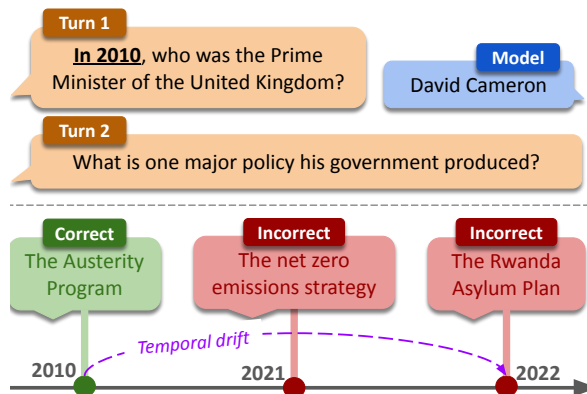 Turn 1
In 2010, who was the Prime
Minister of the United Kingdom?
Model
David Cameron
Turn 2
What is one major policy his government produced?
Correct
The Austerity
Program
Incorrect
The net zero
emissions strategy
Incorrect
The Rwanda
Asylum Plan
Temporal drift
2010
2021
2022